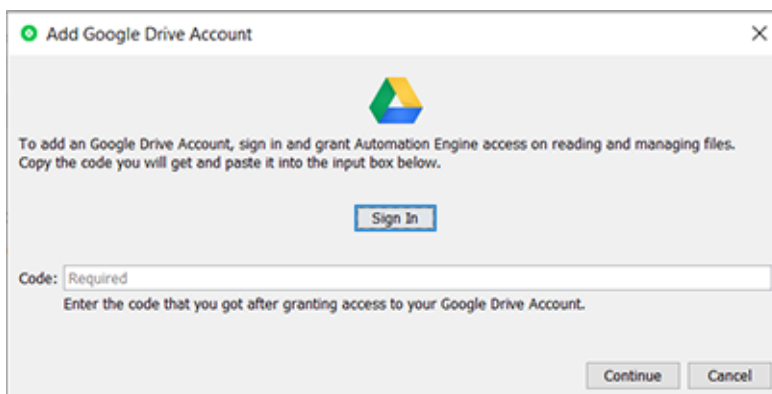 Add Google Drive Account
To add an Google Drive Account, sign in and grant Automation Engine access on reading and managing files.
Copy the code you will get and paste it into the input box below.
Sign In
Code: Required
Enter the code that you got after granting access to your Google Drive Account.
Continue Cancel